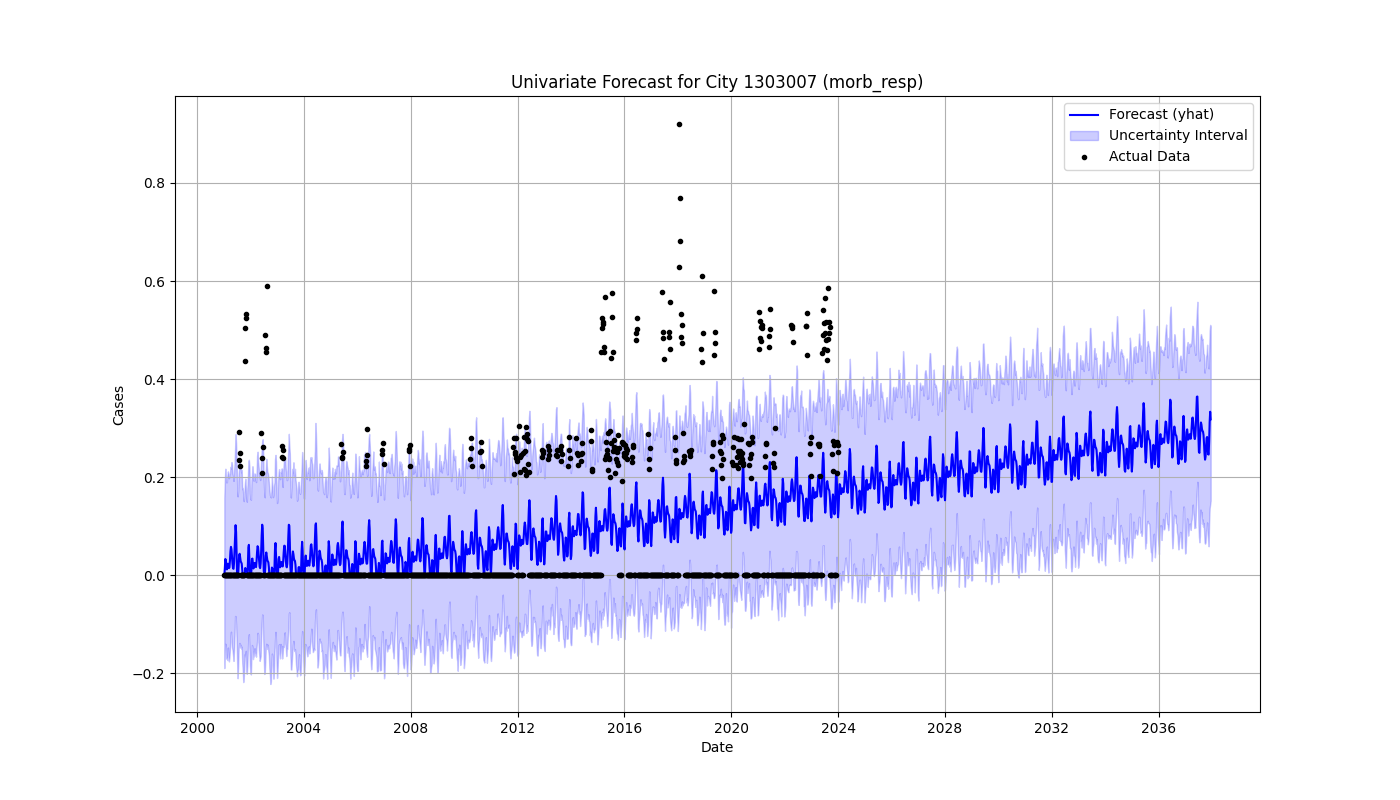 Univariate Forecast for City 1303007 (morb_resp)
Forecast (yhat)
Uncertainty Interval
Actual Data
Cases
0.8
0.6
0.4
0.2
0.0
−0.2
2000 2004 2008 2012 2016 2020 2024 2028 2032 2036
Date